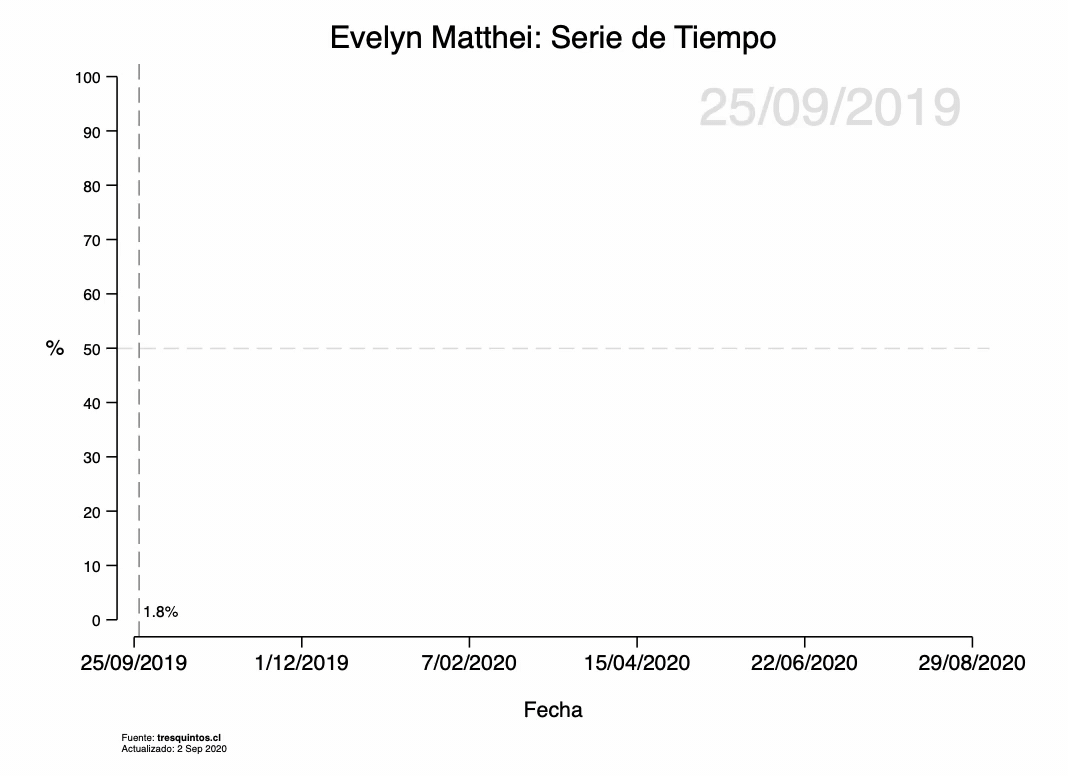 Evelyn Matthei: Serie de Tiempo
25/09/2019
100
90
80
70
60
% 50
40
30
20
10
0
1.8%
25/09/2019 1/12/2019 7/02/2020 15/04/2020 22/06/2020 29/08/2020
Fecha
Fuente: tresquintos.cl
Actualizado: 2 Sep 2020